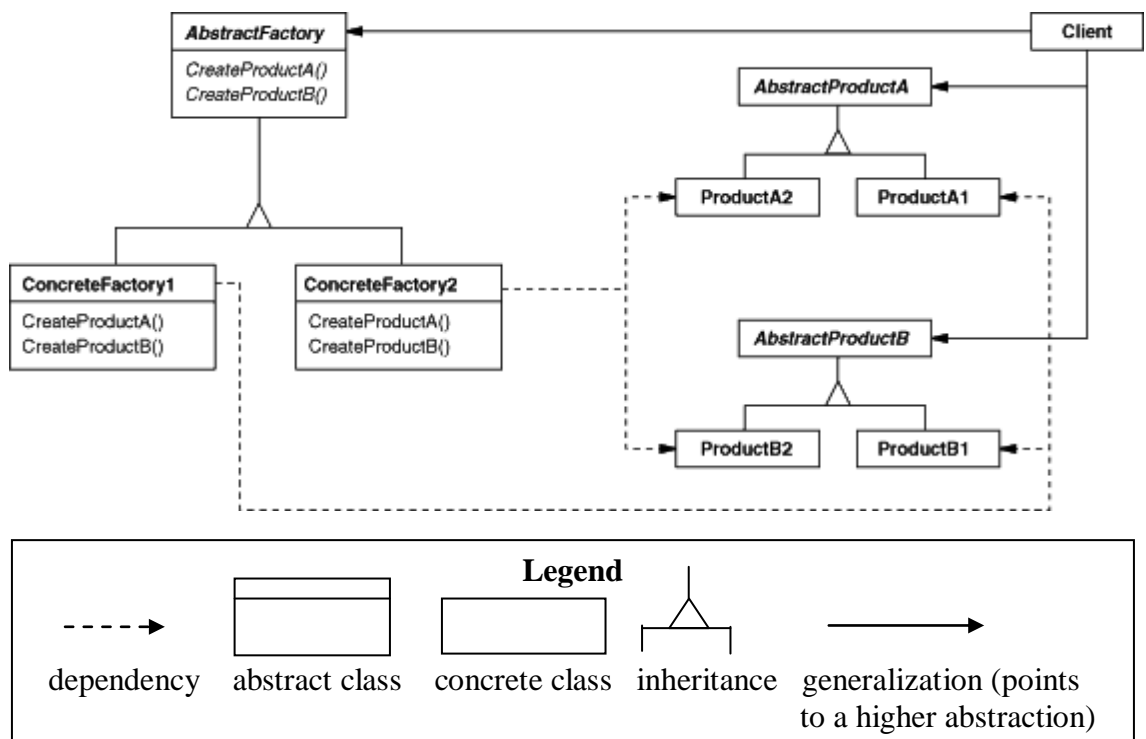 AbstractFactory
CreateProductA()
CreateProductB()
Client
AbstractProductA
ProductA2
ProductA1
ConcreteFactory1
CreateProductA()
CreateProductB()
ConcreteFactory2
CreateProductA()
CreateProductB()
AbstractProductB
ProductB2
ProductB1
Legend
dependency
abstract class
concrete class
inheritance
generalization (points
to a higher abstraction)